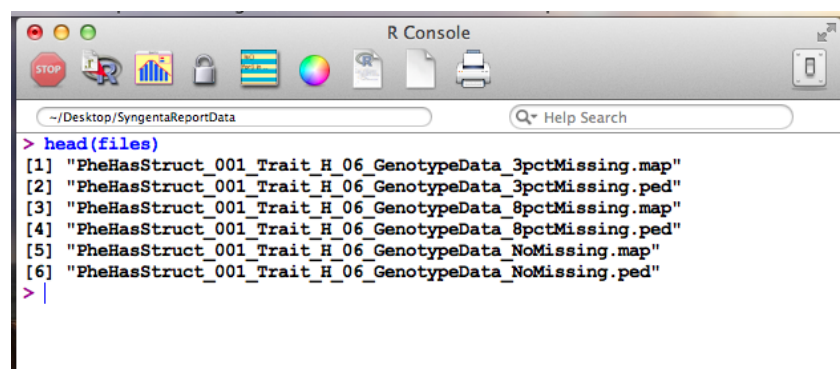 R Console
STOP
R
~/Desktop/SyngentaReportData
Help Search
> head(files)
[1] "PheHasStruct_001_Trait_H_06_GenotypeData_3pctMissing.map"
[2] "PheHasStruct_001_Trait_H_06_GenotypeData_3pctMissing.ped"
[3] "PheHasStruct_001_Trait_H_06_GenotypeData_8pctMissing.map"
[4] "PheHasStruct_001_Trait_H_06_GenotypeData_8pctMissing.ped"
[5] "PheHasStruct_001_Trait_H_06_GenotypeData_NoMissing.map"
[6] "PheHasStruct_001_Trait_H_06_GenotypeData_NoMissing.ped"
>